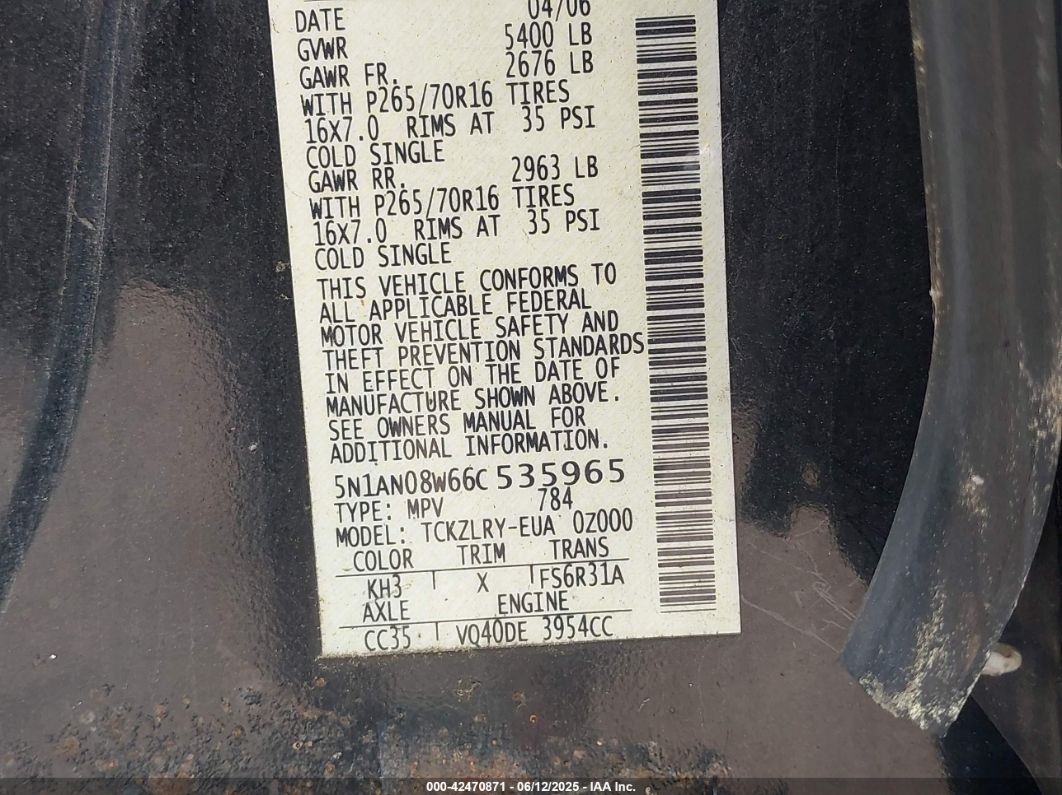 DATE 04/06
GVWR 5400 LB
GAWR FR. 2676 LB
WITH P265/70R16 TIRES
16X7.0 RIMS AT 35 PSI
COLD SINGLE
GAWR RR. 2963 LB
WITH P265/70R16 TIRES
16X7.0 RIMS AT 35 PSI
COLD SINGLE
THIS VEHICLE CONFORMS TO
ALL APPLICABLE FEDERAL
MOTOR VEHICLE SAFETY AND
THEFT PREVENTION STANDARDS
IN EFFECT ON THE DATE OF
MANUFACTURE SHOWN ABOVE.
SEE OWNERS MANUAL FOR
ADDITIONAL INFORMATION.
5N1AN08W66C 535965
TYPE: MPV 784
MODEL: TCKZLRY-EUA 0Z000
COLOR TRIM TRANS
KH3 X FS6R31A
AXLE ENGINE
CC35 VQ40DE 3954CC
000-42470871 - 06/12/2025 - IAA Inc.